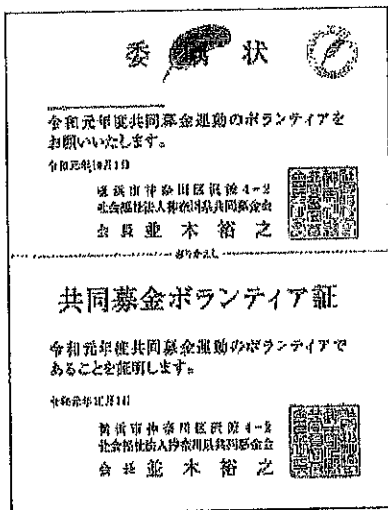 委嘱状
令和元年度共同募金運動のボランティアを
お願いいたします。
令和元年10月1日
横浜市神奈川区沢渡4-2
社会福祉法人神奈川県共同募金会
会長 並木裕之
おりかえし
共同募金ボランティア証
令和元年度共同募金運動のボランティアで
あることを証明します。
令和元年10月1日
横浜市神奈川区沢渡4-2
社会福祉法人神奈川県共同募金会
会長 並木裕之